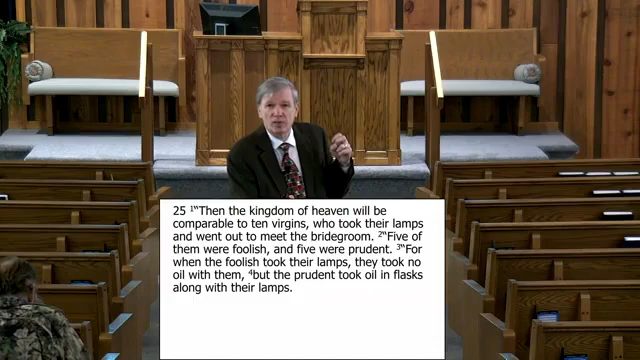 25 ¹“Then the kingdom of heaven will be
comparable to ten virgins, who took their lamps
and went out to meet the bridegroom. ²“Five of
them were foolish, and five were prudent. ³“For
when the foolish took their lamps, they took no
oil with them, ⁴but the prudent took oil in flasks
along with their lamps.